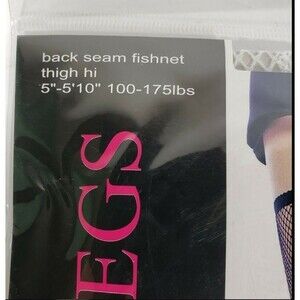 back seam fishnet
thigh hi
5"-5'10" 100-175lbs
EGS